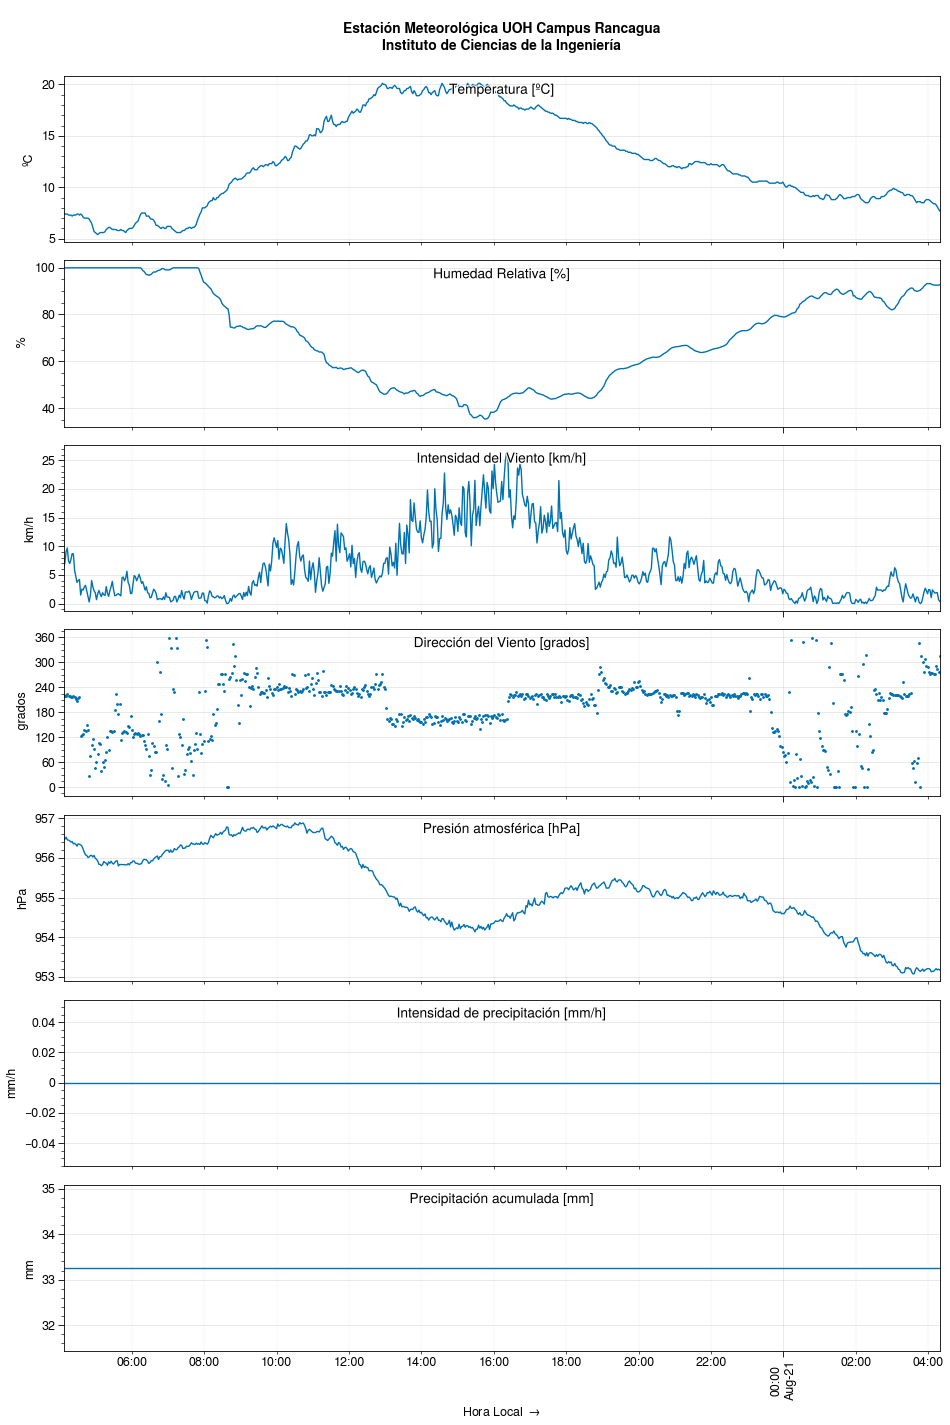 Estación Meteorológica UOH Campus Rancagua
Instituto de Ciencias de la Ingeniería
Temperatura [ºC]
ºC
20
15
10
5
Humedad Relativa [%]
%
100
80
60
40
Intensidad del Viento [km/h]
km/h
25
20
15
10
5
0
Dirección del Viento [grados]
grados
360
300
240
180
120
60
0
Presión atmosférica [hPa]
hPa
957
956
955
954
953
Intensidad de precipitación [mm/h]
mm/h
0.04
0.02
0
−0.02
−0.04
Precipitación acumulada [mm]
mm
35
34
33
32
06:00 08:00 10:00 12:00 14:00 16:00 18:00 20:00 22:00 00:00 02:00 04:00
Aug-21
Hora Local →